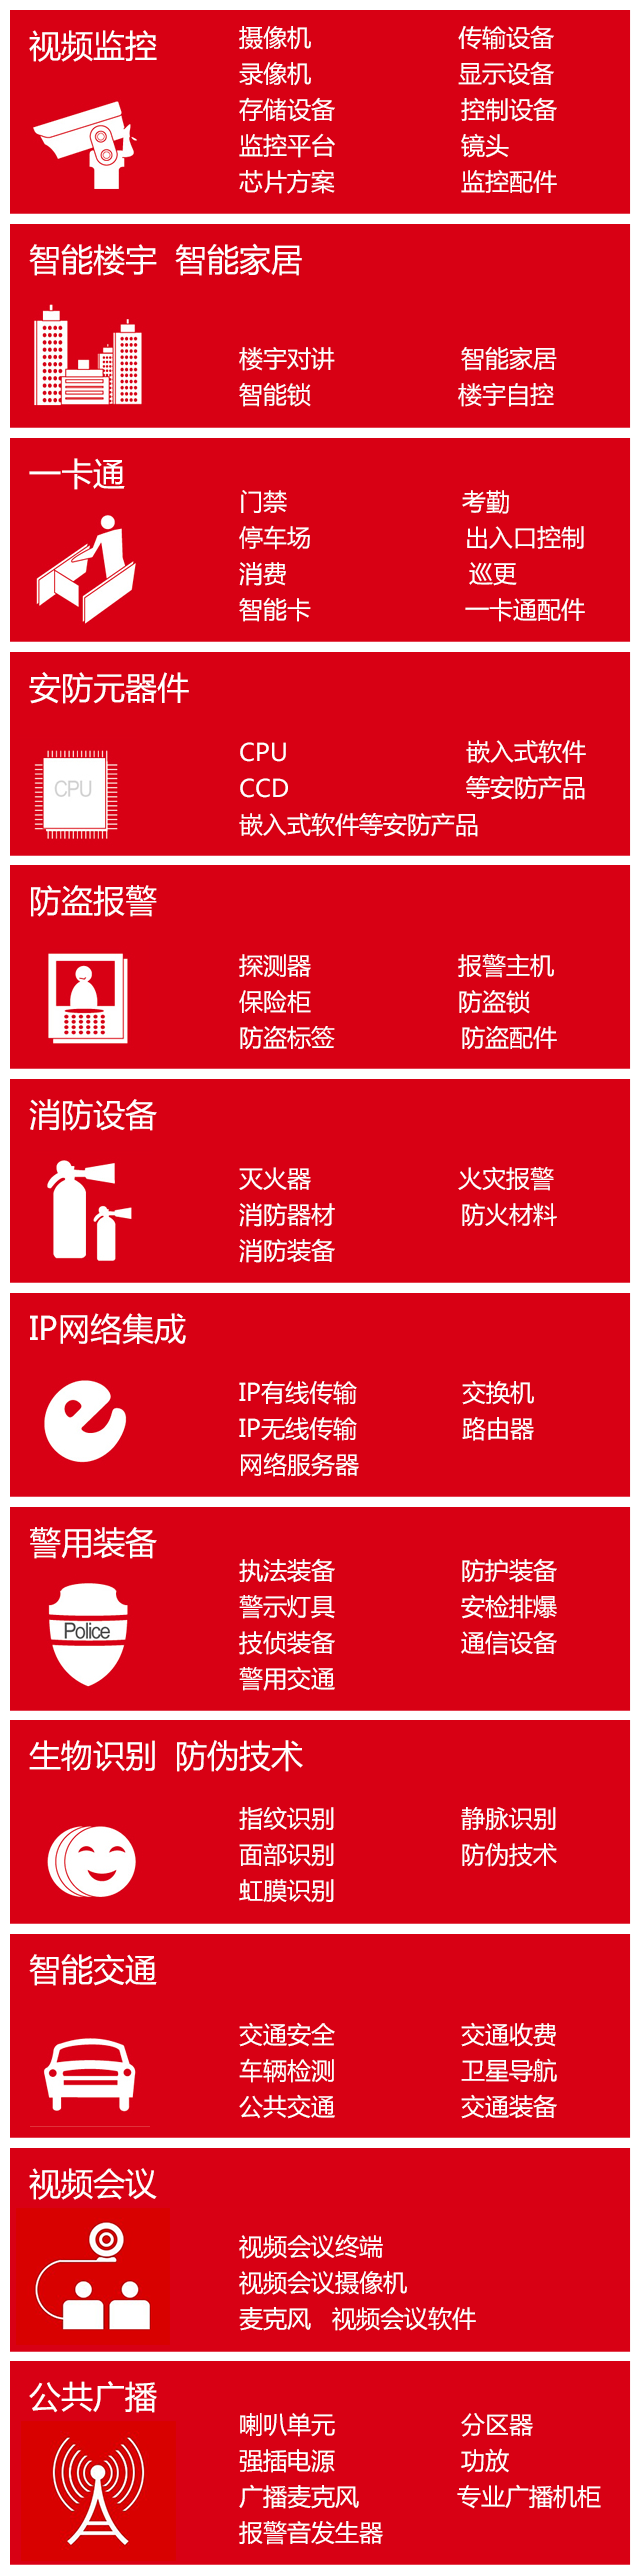 视频监控
摄像机 传输设备
录像机 显示设备
存储设备 控制设备
监控平台 镜头
芯片方案 监控配件
智能楼宇 智能家居
楼宇对讲 智能家居
智能锁 楼宇自控
一卡通
门禁 考勤
停车场 出入口控制
消费 巡更
智能卡 一卡通配件
安防元器件
CPU 嵌入式软件
CPU
CCD 等安防产品
嵌入式软件等安防产品
防盗报警
探测器 报警主机
保险柜 防盗锁
防盗标签 防盗配件
消防设备
灭火器 火灾报警
消防器材 防火材料
消防装备
IP网络集成
IP有线传输 交换机
IP无线传输 路由器
网络服务器
警用装备
执法装备 防护装备
警示灯具 安检排爆
Police
技侦装备 通信设备
警用交通
生物识别 防伪技术
指纹识别 静脉识别
面部识别 防伪技术
虹膜识别
智能交通
交通安全 交通收费
车辆检测 卫星导航
公共交通 交通装备
视频会议
视频会议终端
视频会议摄像机
麦克风 视频会议软件
公共广播
喇叭单元 分区器
强插电源 功放
广播麦克风 专业广播机柜
报警音发生器